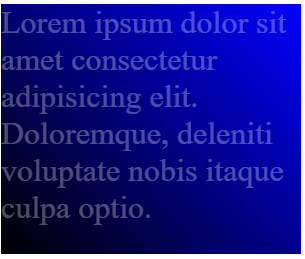 Lorem ipsum dolor sit
amet consectetur
adipisicing elit.
Doloremque, deleniti
voluptate nobis itaque
culpa optio.